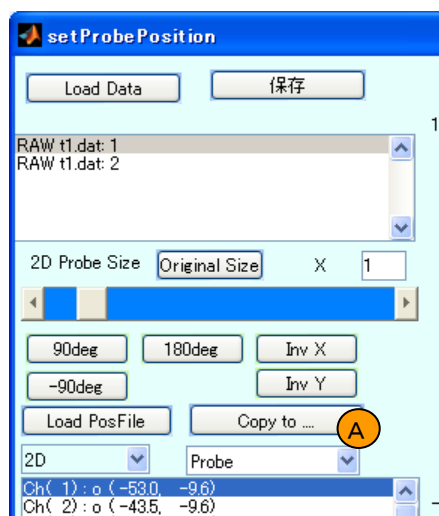 setProbePosition
Load Data 保存
1
RAW t1.dat: 1
RAW t1.dat: 2
2D Probe Size Original Size X 1
90deg 180deg Inv X
-90deg Inv Y
Load PosFile Copy to .... A
2D Probe
Ch( 1) : o ( -53.0, -9.6)
Ch( 2) : o ( -43.5, -9.6)